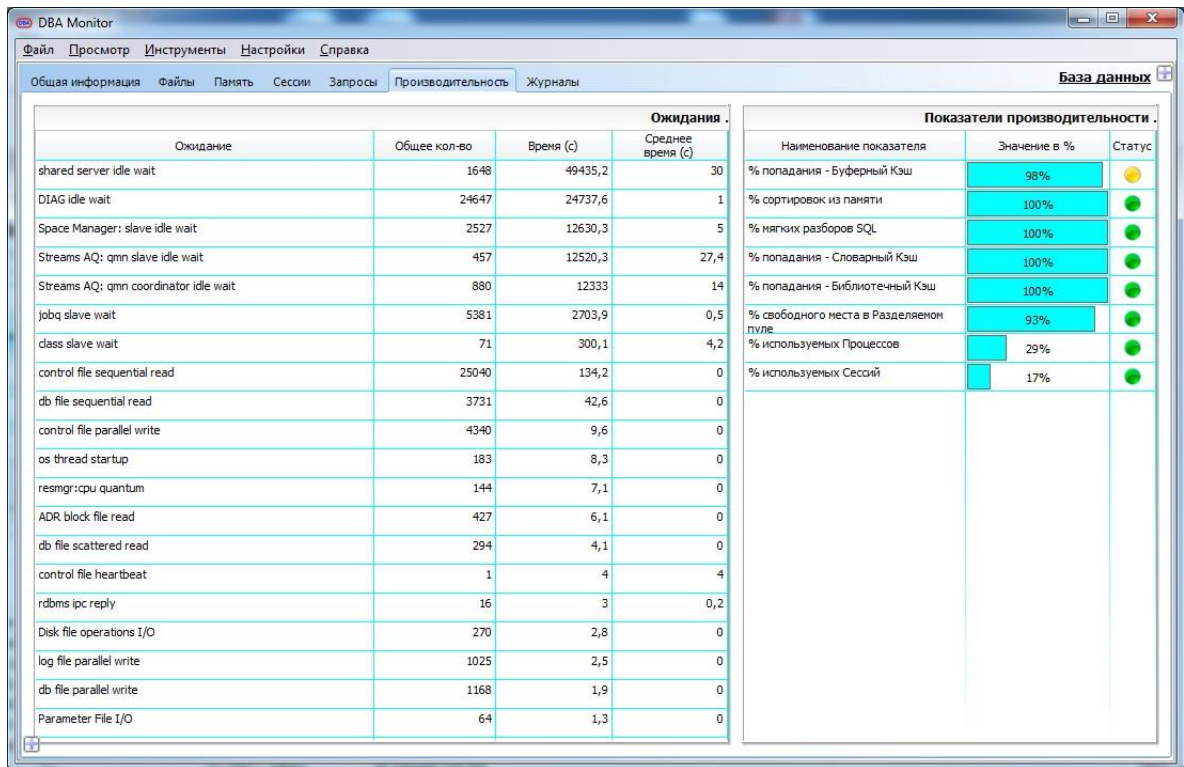 DBA DBA Monitor
Файл Просмотр Инструменты Настройки Справка
Общая информация Файлы Память Сессии Запросы Производительность Журналы База данных
Ожидания .
Ожидание Общее кол-во Время (с) Среднее время (с)
shared server idle wait 1648 49435,2 30
DIAG idle wait 24647 24737,6 1
Space Manager: slave idle wait 2527 12630,3 5
Streams AQ: qmn slave idle wait 457 12520,3 27,4
Streams AQ: qmn coordinator idle wait 880 12333 14
jobq slave wait 5381 2703,9 0,5
class slave wait 71 300,1 4,2
control file sequential read 25040 134,2 0
db file sequential read 3731 42,6 0
control file parallel write 4340 9,6 0
os thread startup 183 8,3 0
resmgr:cpu quantum 144 7,1 0
ADR block file read 427 6,1 0
db file scattered read 294 4,1 0
control file heartbeat 1 4 4
rdbms ipc reply 16 3 0,2
Disk file operations I/O 270 2,8 0
log file parallel write 1025 2,5 0
db file parallel write 1168 1,9 0
Parameter File I/O 64 1,3 0
Показатели производительности .
Наименование показателя Значение в % Статус
% попадания - Буферный Кэш 98%
% сортировок из памяти 100%
% мягких разборов SQL 100%
% попадания - Словарный Кэш 100%
% попадания - Библиотечный Кэш 100%
% свободного места в Разделяемом пуле 93%
% используемых Процессов 29%
% используемых Сессий 17%